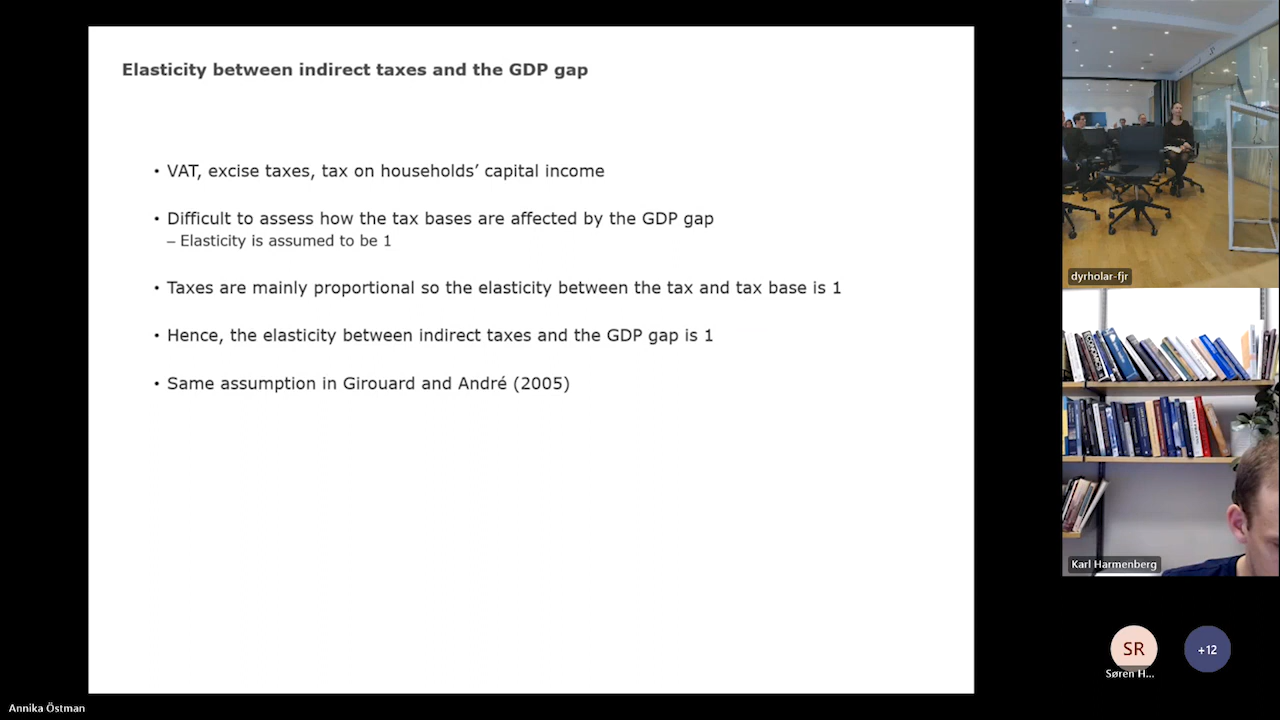 Elasticity between indirect taxes and the GDP gap
• VAT, excise taxes, tax on households’ capital income
• Difficult to assess how the tax bases are affected by the GDP gap
– Elasticity is assumed to be 1
• Taxes are mainly proportional so the elasticity between the tax and tax base is 1
• Hence, the elasticity between indirect taxes and the GDP gap is 1
• Same assumption in Girouard and André (2005)
dyrholar-fjr
Karl Harmenberg
SR
Søren H...
+12
Annika Östman